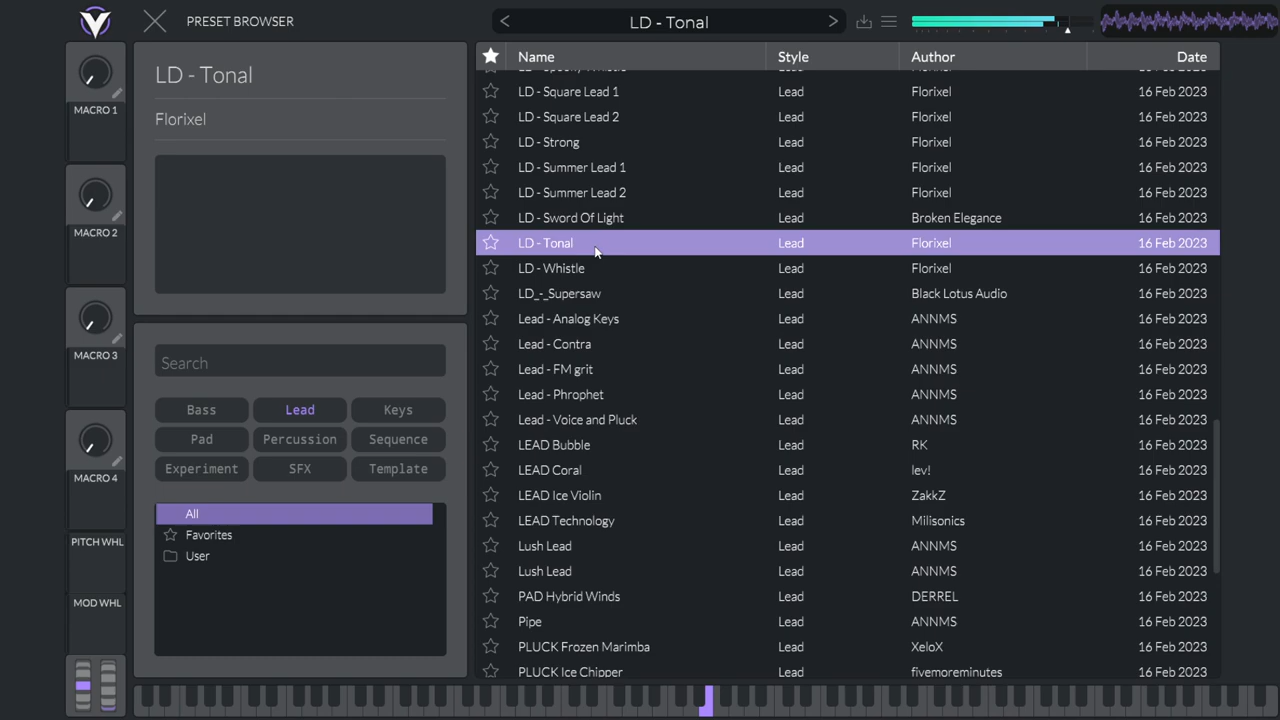 PRESET BROWSER
LD - Tonal
MACRO 1
MACRO 2
MACRO 3
MACRO 4
PITCH WHL
MOD WHL
LD - Tonal
Florixel
Search
Bass Lead Keys
Pad Percussion Sequence
Experiment SFX Template
All
Favorites
User
Name Style Author Date
LD - Square Lead 1 Lead Florixel 16 Feb 2023
LD - Square Lead 2 Lead Florixel 16 Feb 2023
LD - Strong Lead Florixel 16 Feb 2023
LD - Summer Lead 1 Lead Florixel 16 Feb 2023
LD - Summer Lead 2 Lead Florixel 16 Feb 2023
LD - Sword Of Light Lead Broken Elegance 16 Feb 2023
LD - Tonal Lead Florixel 16 Feb 2023
LD - Whistle Lead Florixel 16 Feb 2023
LD_-_Supersaw Lead Black Lotus Audio 16 Feb 2023
Lead - Analog Keys Lead ANNMS 16 Feb 2023
Lead - Contra Lead ANNMS 16 Feb 2023
Lead - FM grit Lead ANNMS 16 Feb 2023
Lead - Phrophet Lead ANNMS 16 Feb 2023
Lead - Voice and Pluck Lead ANNMS 16 Feb 2023
LEAD Bubble Lead RK 16 Feb 2023
LEAD Coral Lead lev! 16 Feb 2023
LEAD Ice Violin Lead ZakkZ 16 Feb 2023
LEAD Technology Lead Milisonics 16 Feb 2023
Lush Lead Lead ANNMS 16 Feb 2023
Lush Lead Lead ANNMS 16 Feb 2023
PAD Hybrid Winds Lead DERREL 16 Feb 2023
Pipe Lead ANNMS 16 Feb 2023
PLUCK Frozen Marimba Lead XeloX 16 Feb 2023
PLUCK Ice Chipper Lead fivemoreminutes 16 Feb 2023